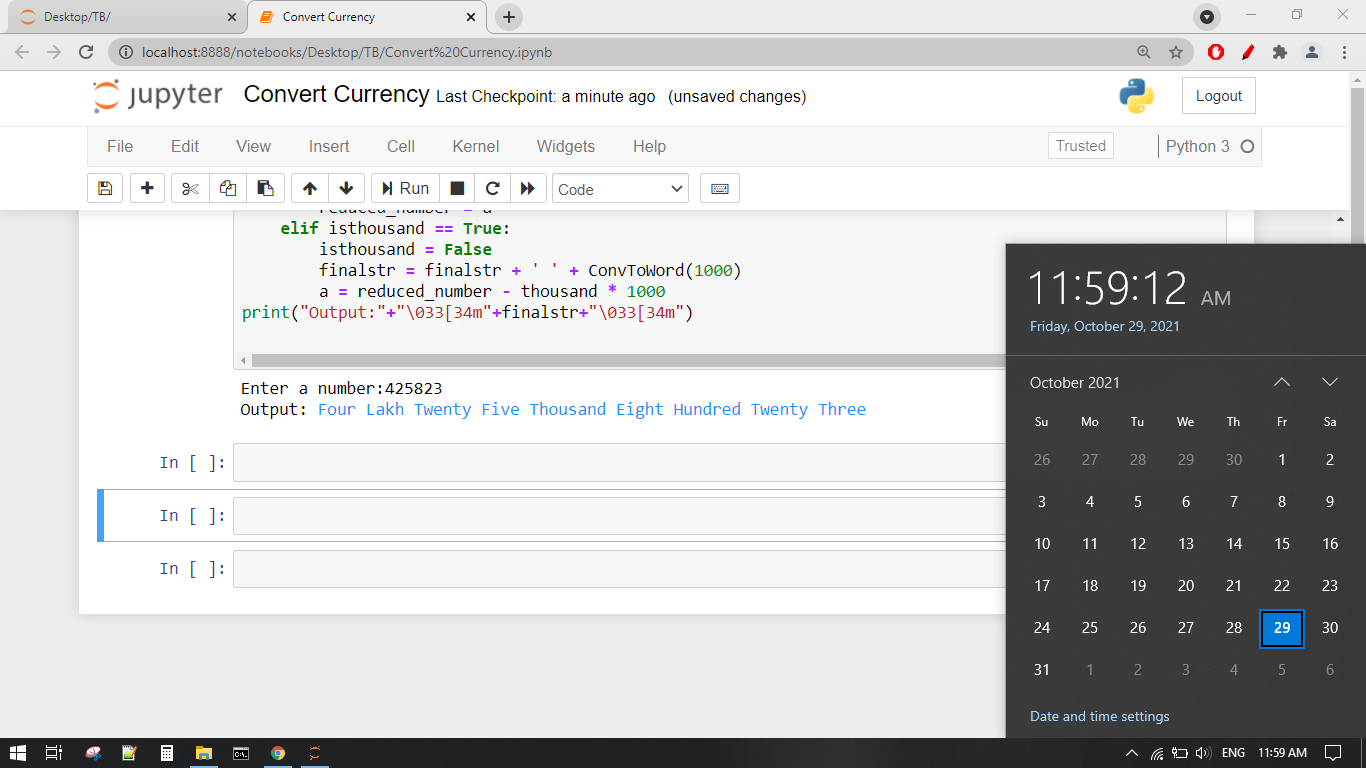 Desktop/TB/
Convert Currency
localhost:8888/notebooks/Desktop/TB/Convert%20Currency.ipynb
jupyter Convert Currency Last Checkpoint: a minute ago (unsaved changes)
Logout
File Edit View Insert Cell Kernel Widgets Help
Trusted
Python 3
Run
Code
reduced_number = a
elif isthousand == True:
isthousand = False
finalstr = finalstr + ' ' + ConvToWord(1000)
a = reduced_number - thousand * 1000
print("Output:"+"\033[34m"+finalstr+"\033[34m")
Enter a number:425823
Output: Four Lakh Twenty Five Thousand Eight Hundred Twenty Three
In [ ]:
In [ ]:
In [ ]:
11:59:12 AM
Friday, October 29, 2021
October 2021
Su Mo Tu We Th Fr Sa
26 27 28 29 30 1 2
3 4 5 6 7 8 9
10 11 12 13 14 15 16
17 18 19 20 21 22 23
24 25 26 27 28 29 30
31 1 2 3 4 5 6
Date and time settings
ENG
11:59 AM